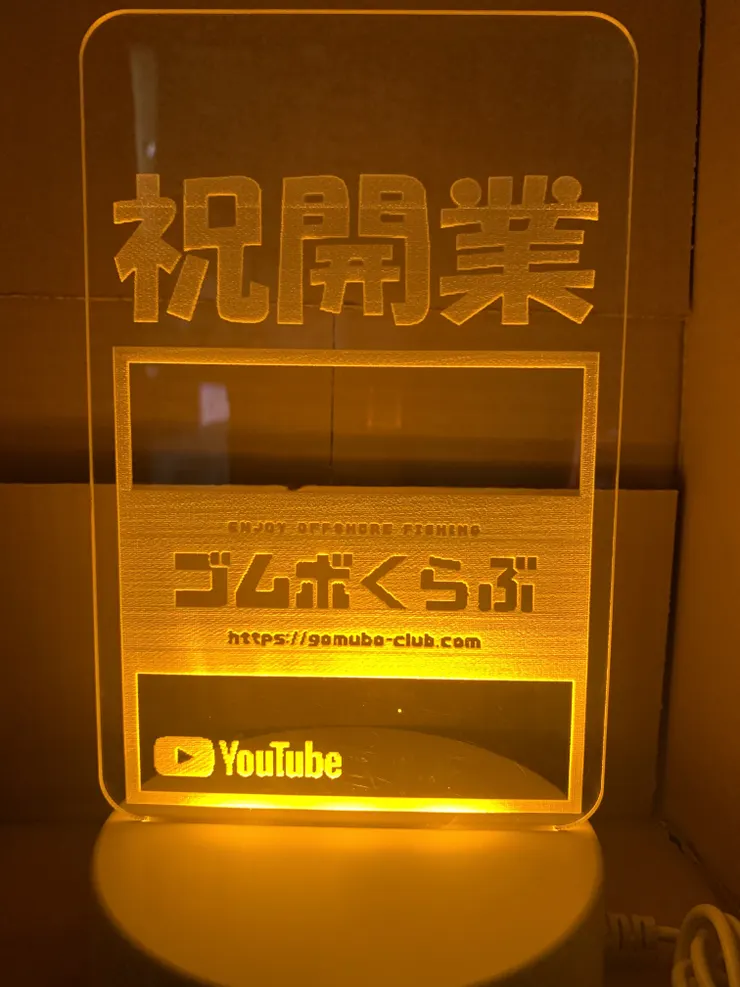 祝開業
ENJOY OFFSHORE FISHING
ゴムボくらぶ
https://gomubo-club.com
YouTube